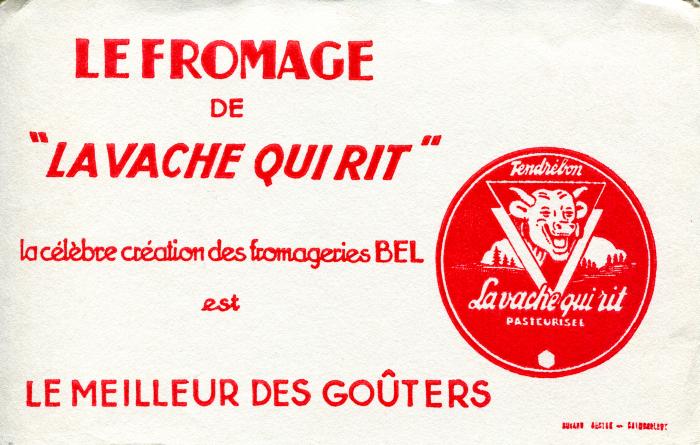 LE FROMAGE
DE
"LA VACHE QUI RIT"
la célèbre création des fromageries BEL
est
LE MEILLEUR DES GOÛTERS
Tendrébon
La vache qui rit
PASTEURISÉE